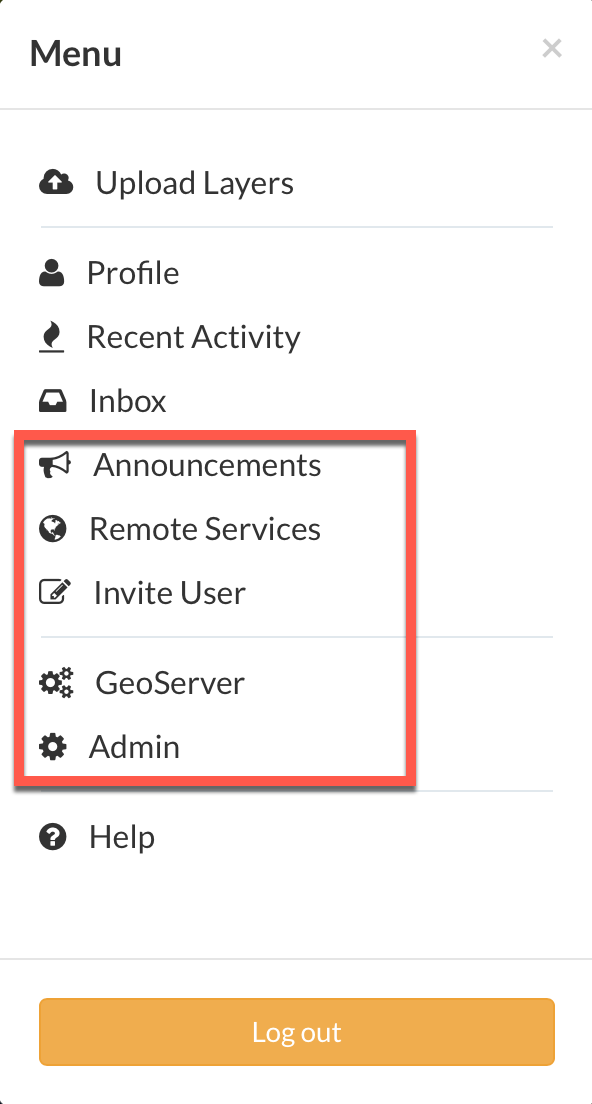 Menu
Upload Layers
Profile
Recent Activity
Inbox
Announcements
Remote Services
Invite User
GeoServer
Admin
Help
Log out